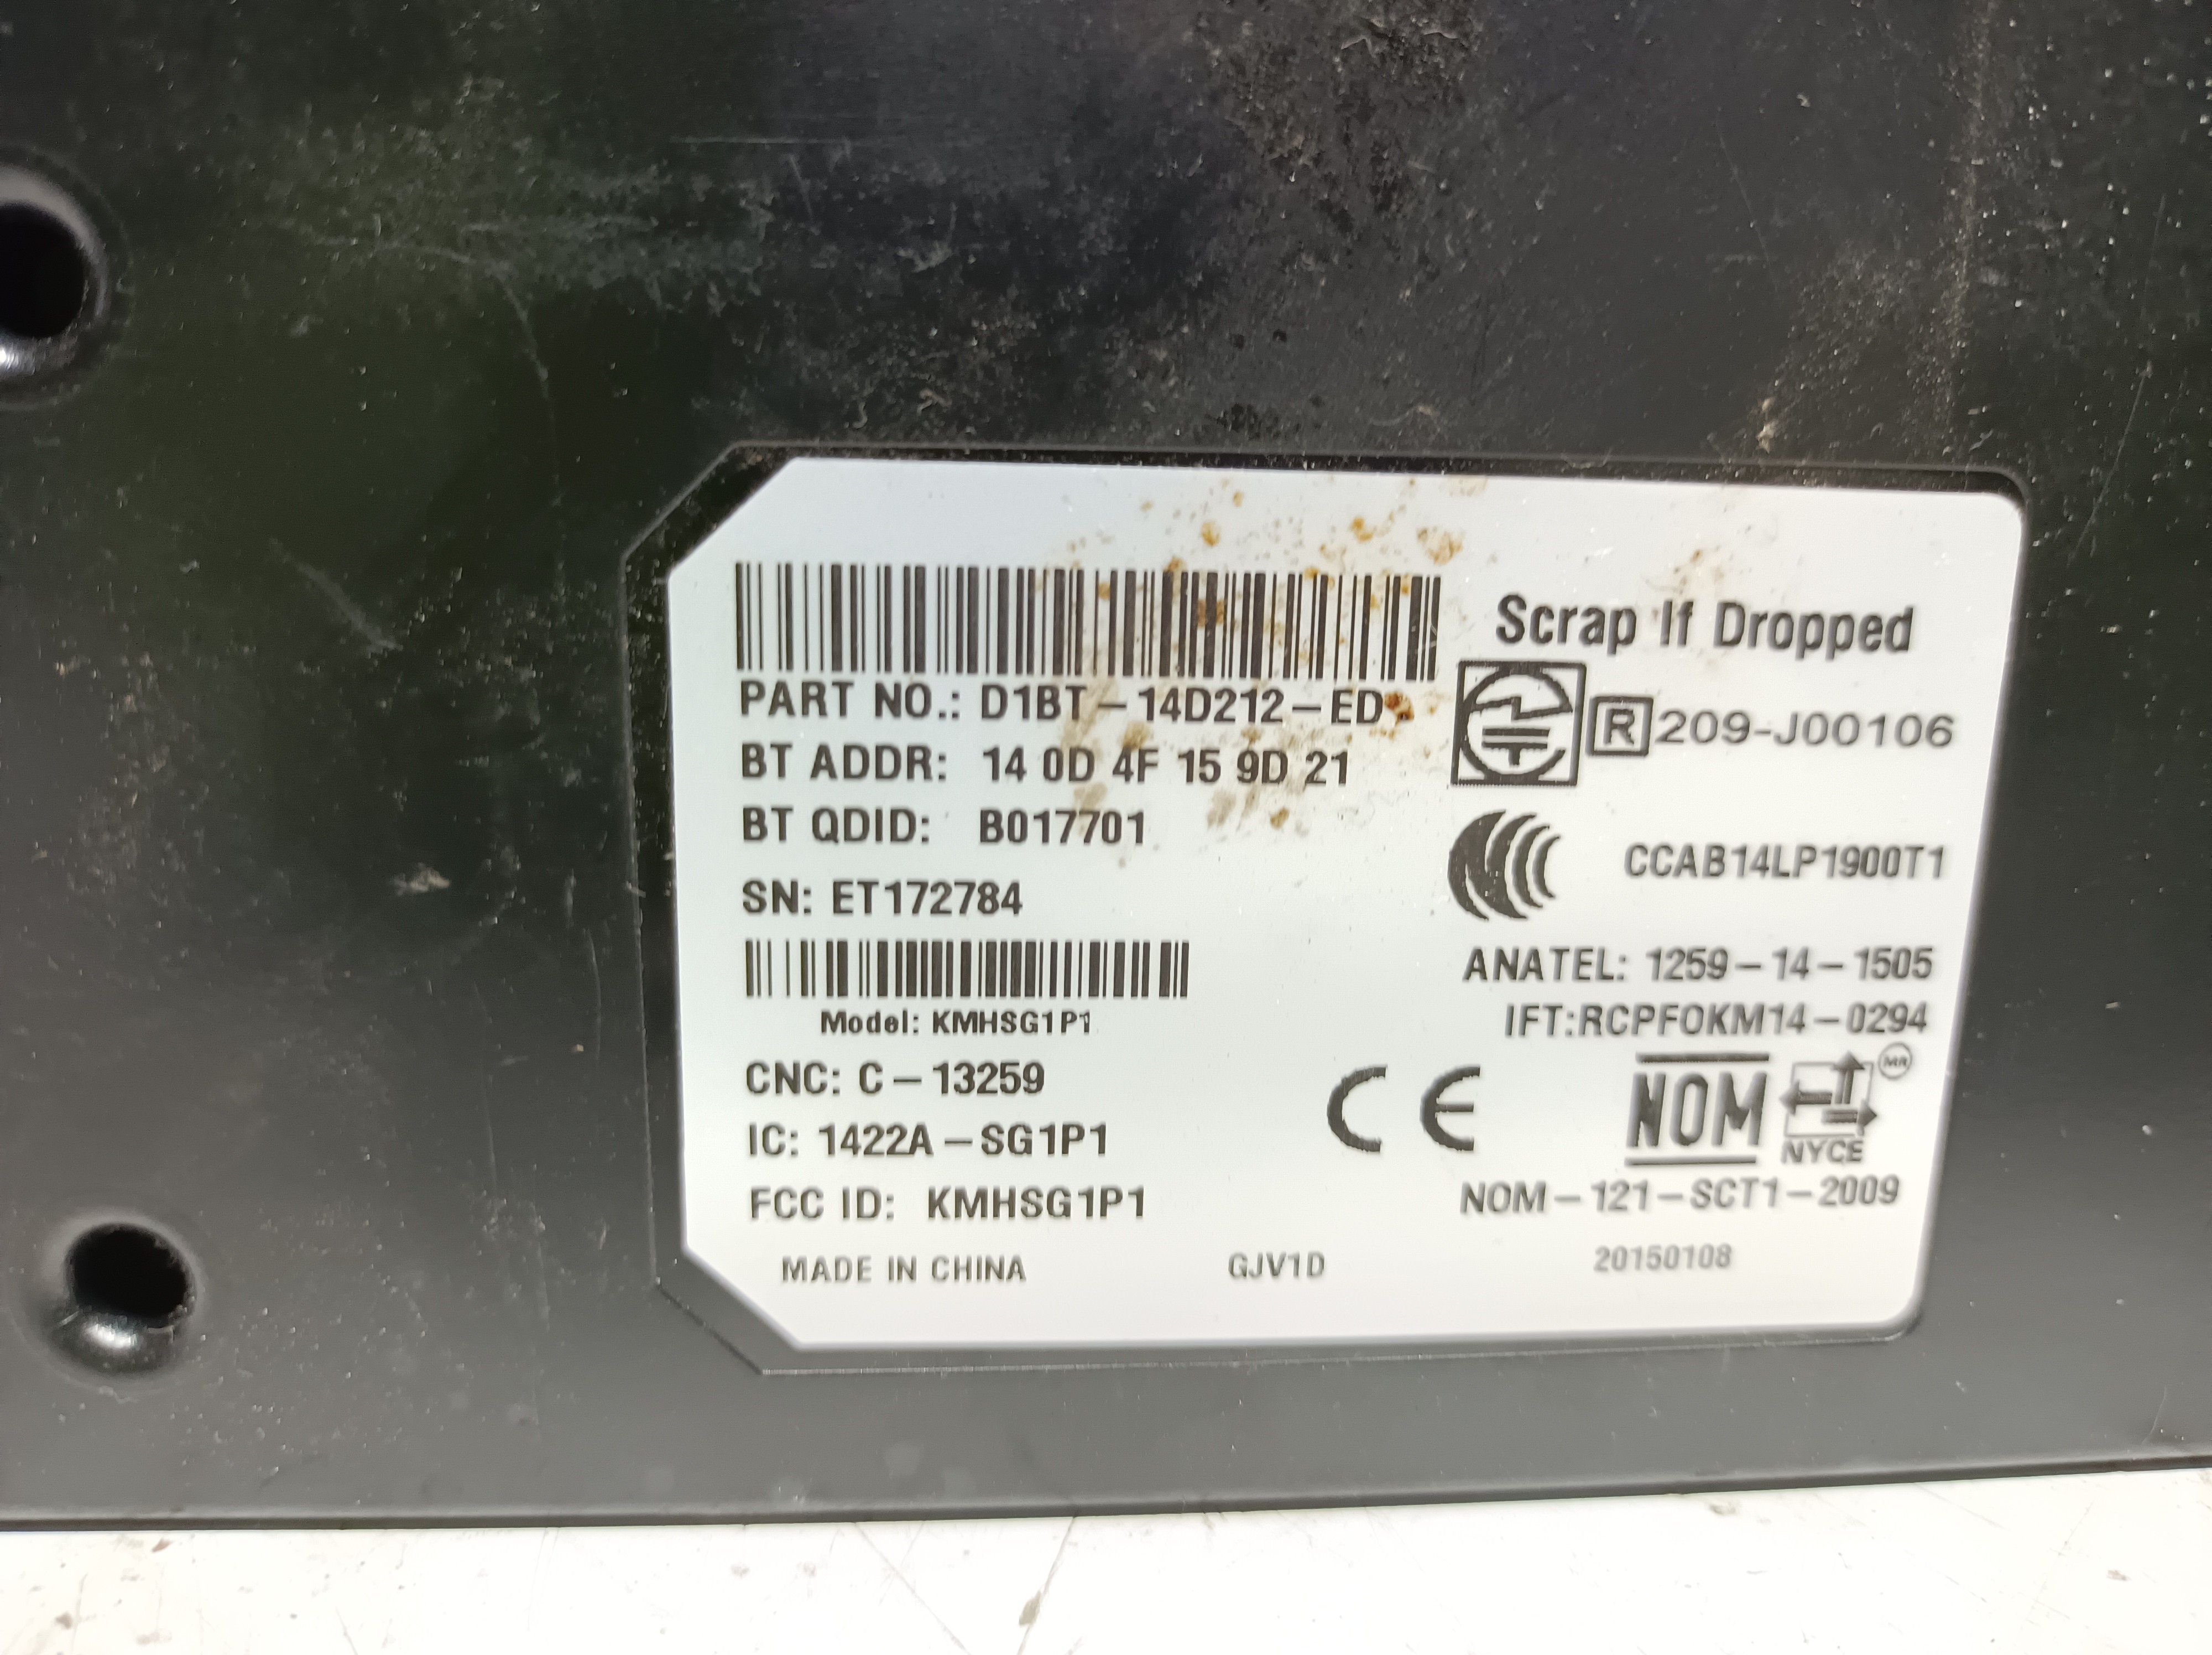 Scrap If Dropped
PART NO.: D1BT-14D212-ED
R 209-J00106
BT ADDR: 14 0D 4F 15 9D 21
BT QDID: B017701
CCAB14LP1900T1
SN: ET172784
ANATEL: 1259-14-1505
Model: KMHSG1P1
IFT:RCPFOKM14-0294
CNC: C-13259
CE
NOM
MR
NYCE
IC: 1422A-SG1P1
FCC ID: KMHSG1P1
NOM-121-SCT1-2009
MADE IN CHINA
GJV1D
20150108